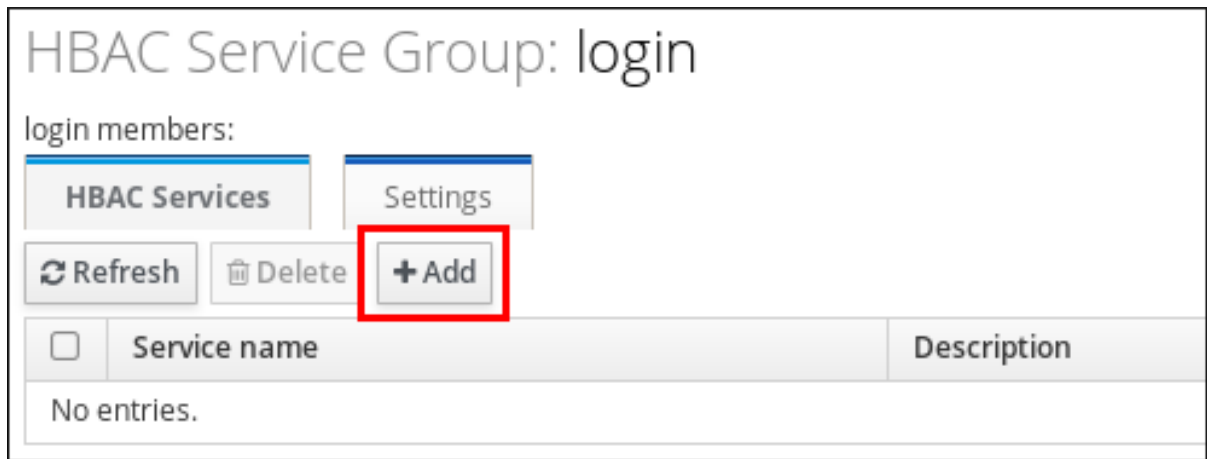 HBAC Service Group: login
login members:
HBAC Services Settings
Refresh Delete + Add
Service name Description
No entries.